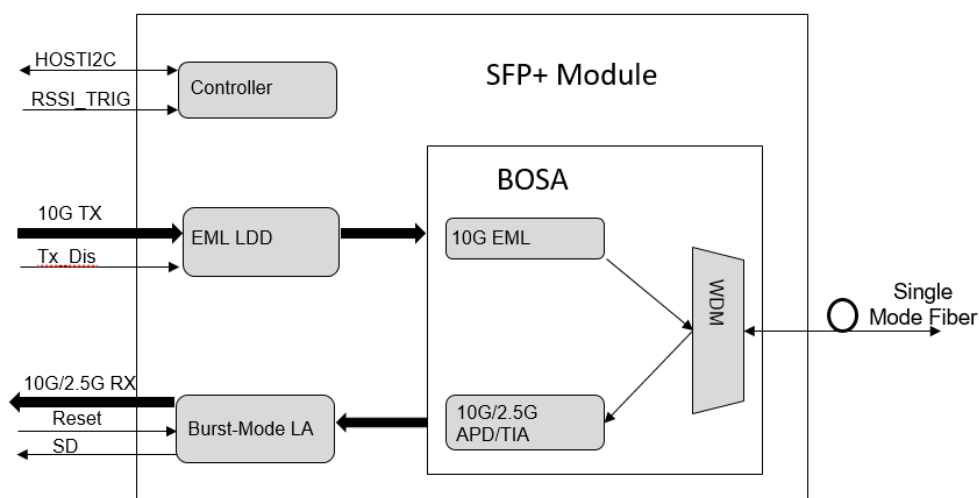 HOSTI2C
RSSI_TRIG
Controller
SFP+ Module
BOSA
10G TX
Tx_Dis
EML LDD
10G EML
WDM
Single
Mode Fiber
10G/2.5G RX
Reset
SD
Burst-Mode LA
10G/2.5G
APD/TIA